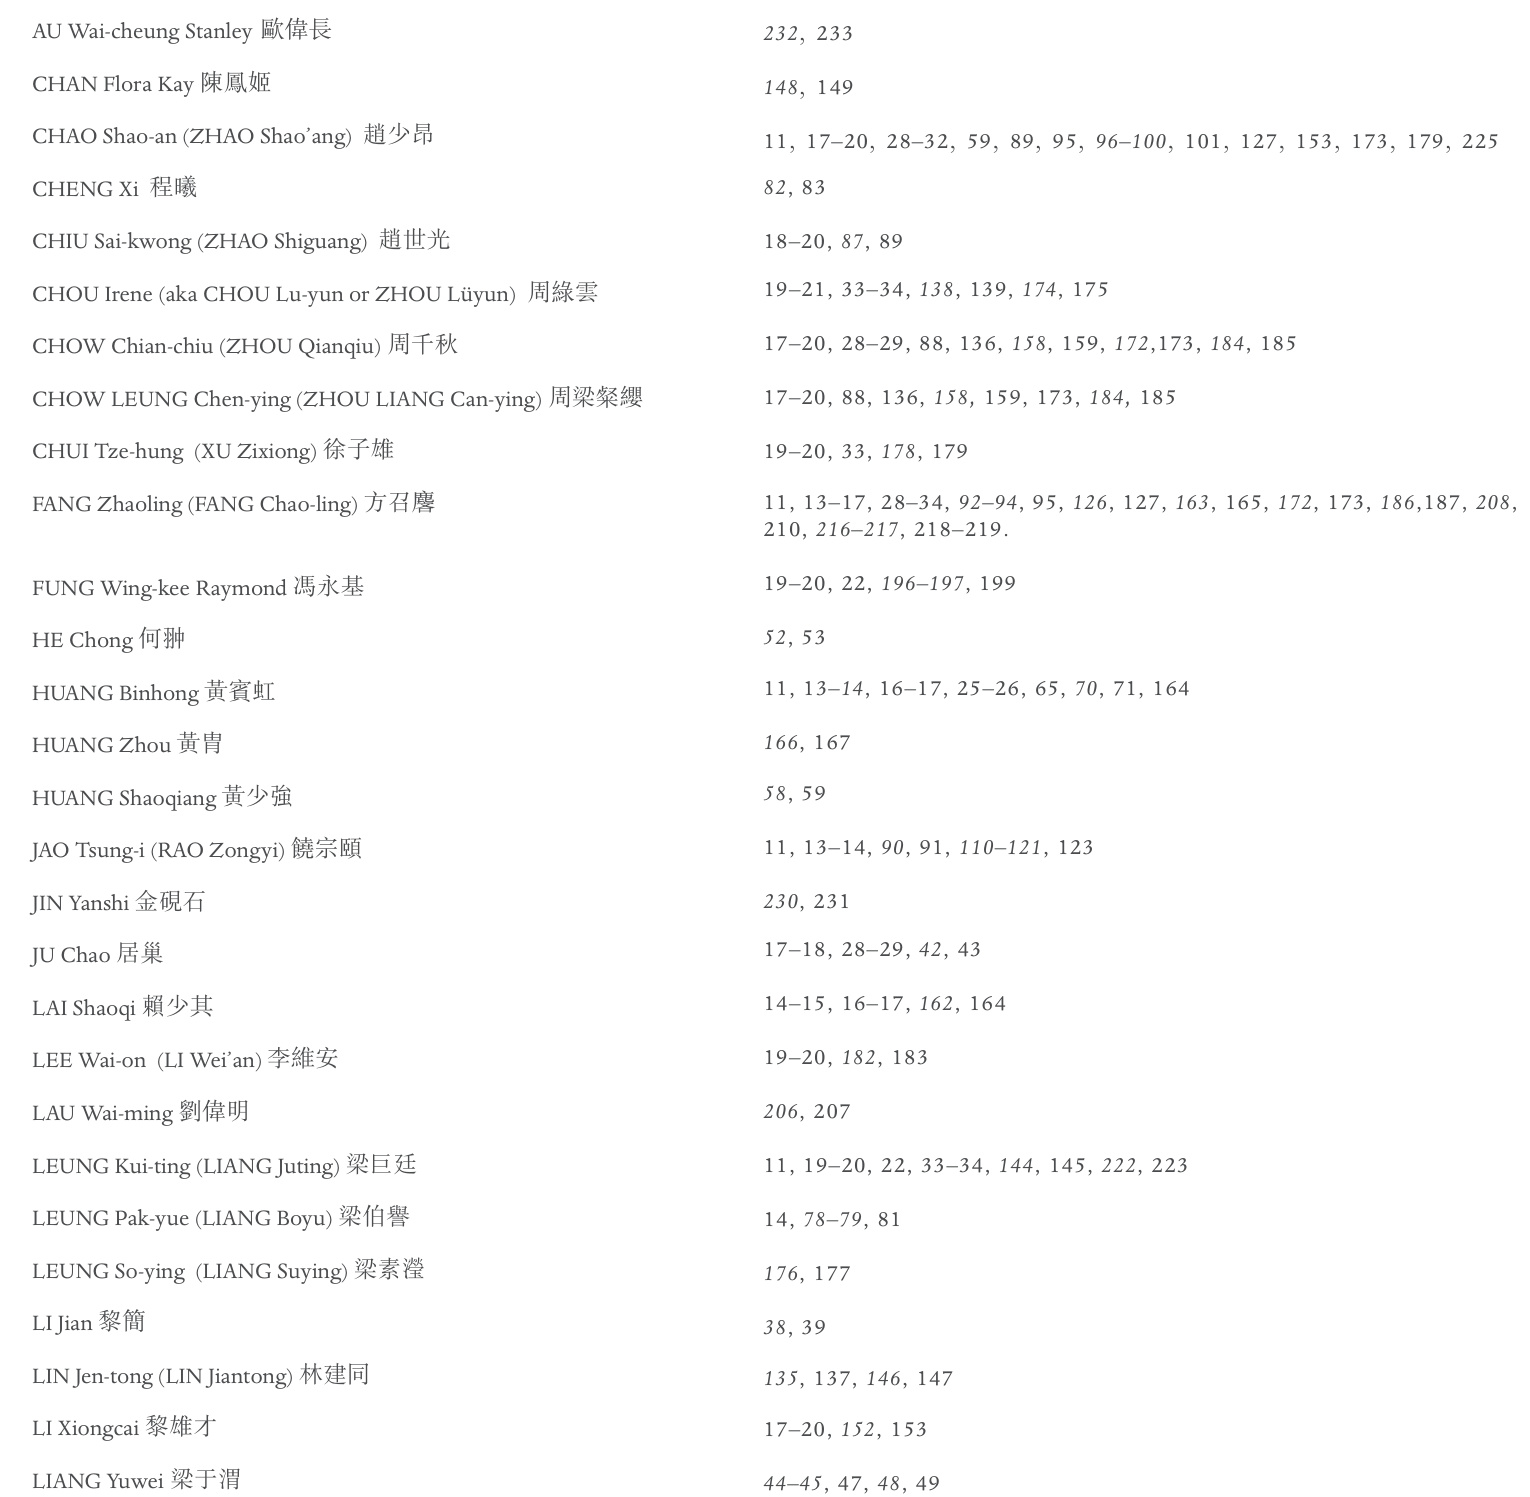 AU Wai-cheung Stanley 歐偉長 232, 233
CHAN Flora Kay 陳鳳姬 148, 149
CHAO Shao-an (ZHAO Shao’ang) 趙少昂 11, 17–20, 28–32, 59, 89, 95, 96–100, 101, 127, 153, 173, 179, 225
CHENG Xi 程曦 82, 83
CHIU Sai-kwong (ZHAO Shiguang) 趙世光 18–20, 87, 89
CHOU Irene (aka CHOU Lu-yun or ZHOU Lüyun) 周綠雲 19–21, 33–34, 138, 139, 174, 175
CHOW Chian-chiu (ZHOU Qianqiu) 周千秋 17–20, 28–29, 88, 136, 158, 159, 172,173, 184, 185
CHOW LEUNG Chen-ying (ZHOU LIANG Can-ying) 周梁粲纓 17–20, 88, 136, 158, 159, 173, 184, 185
CHUI Tze-hung (XU Zixiong) 徐子雄 19–20, 33, 178, 179
FANG Zhaoling (FANG Chao-ling) 方召麐 11, 13–17, 28–34, 92–94, 95, 126, 127, 163, 165, 172, 173, 186,187, 208,
210, 216–217, 218–219.
FUNG Wing-kee Raymond 馮永基 19–20, 22, 196–197, 199
HE Chong 何翀 52, 53
HUANG Binhong 黃賓虹 11, 13–14, 16–17, 25–26, 65, 70, 71, 164
HUANG Zhou 黃胄 166, 167
HUANG Shaoqiang 黃少強 58, 59
JAO Tsung-i (RAO Zongyi) 饒宗頤 11, 13–14, 90, 91, 110–121, 123
JIN Yanshi 金硯石 230, 231
JU Chao 居巢 17–18, 28–29, 42, 43
LAI Shaoqi 賴少其 14–15, 16–17, 162, 164
LEE Wai-on (LI Wei’an) 李維安 19–20, 182, 183
LAU Wai-ming 劉偉明 206, 207
LEUNG Kui-ting (LIANG Juting) 梁巨廷 11, 19–20, 22, 33–34, 144, 145, 222, 223
LEUNG Pak-yue (LIANG Boyu) 梁伯譽 14, 78–79, 81
LEUNG So-ying (LIANG Suying) 梁素瀅 176, 177
LI Jian 黎簡 38, 39
LIN Jen-tong (LIN Jiantong) 林建同 135, 137, 146, 147
LI Xiongcai 黎雄才 17–20, 152, 153
LIANG Yuwei 梁于渭 44–45, 47, 48, 49